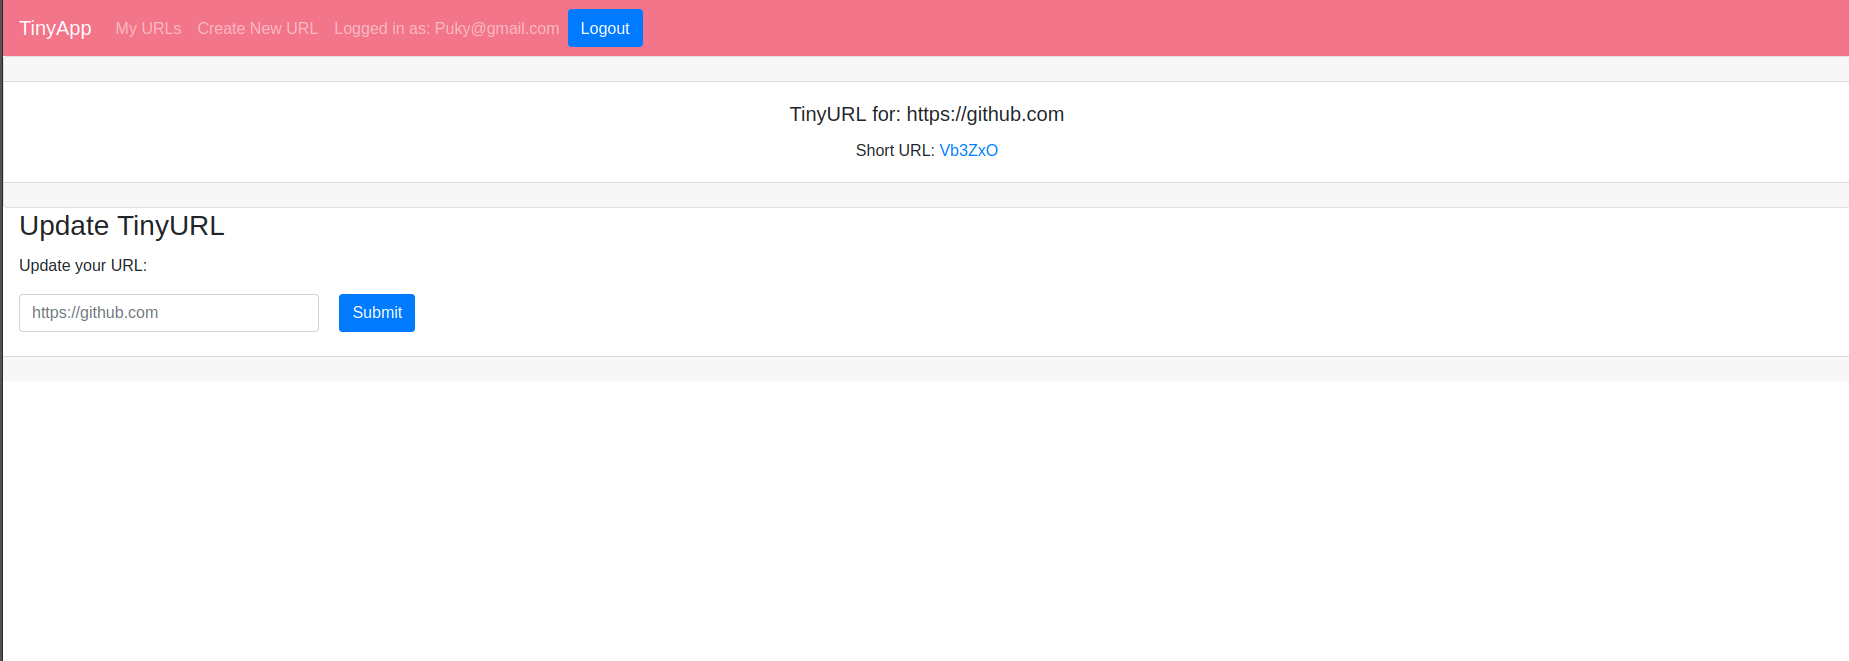 TinyApp My URLs Create New URL Logged in as: Puky@gmail.com Logout
TinyURL for: https://github.com
Short URL: Vb3ZxO
Update TinyURL
Update your URL:
https://github.com Submit